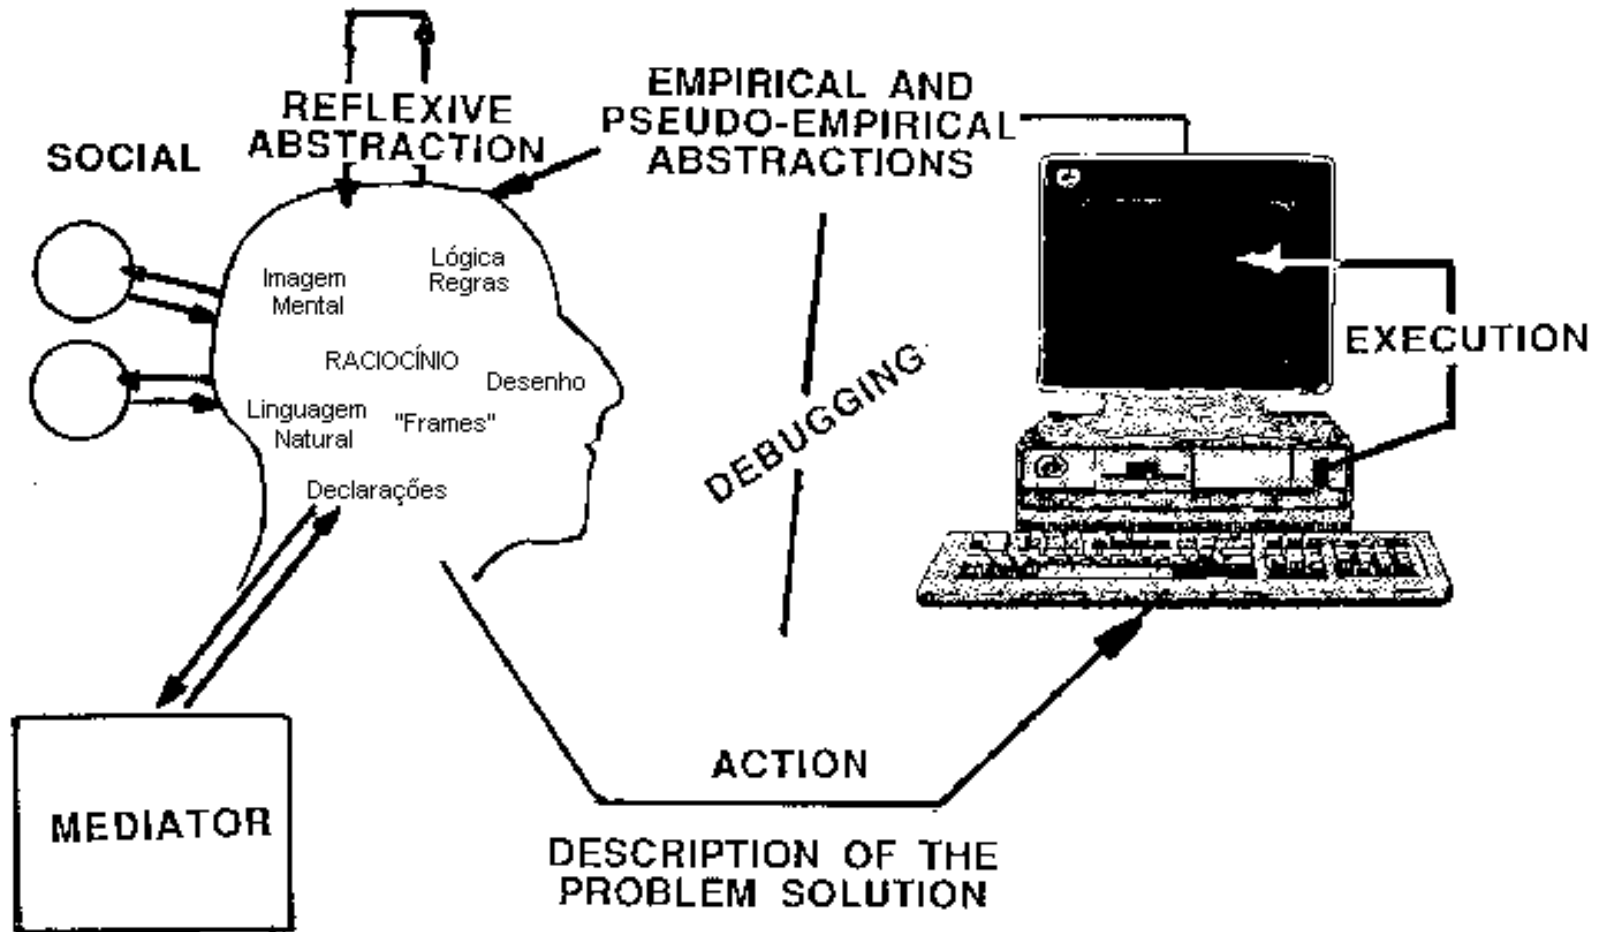 REFLEXIVE
ABSTRACTION
EMPIRICAL AND
PSEUDO-EMPIRICAL
ABSTRACTIONS
SOCIAL
Imagem
Mental
Lógica
Regras
RACIOCÍNIO
Desenho
Linguagem
Natural
"Frames"
Declarações
DEBUGGING
EXECUTION
MEDIATOR
ACTION
DESCRIPTION OF THE
PROBLEM SOLUTION